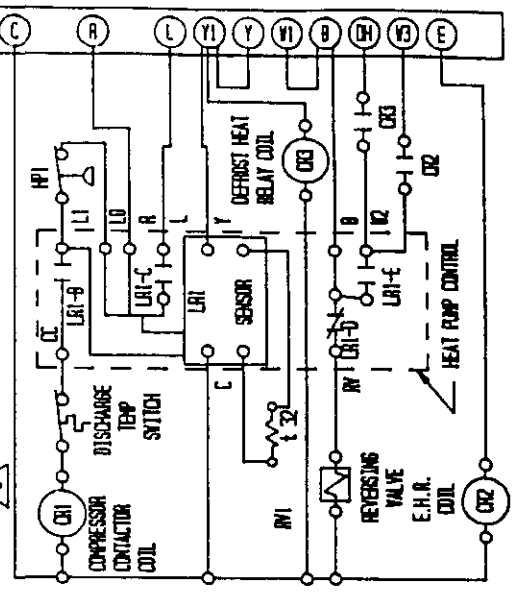 C
R
L
Y1
Y
W1
B
OH
W3
E
HP1
L1
LO
R
L
Y
DEFROST HEAT
RELAY COIL
CR3
CR3
CR2
B
W2
CC
LR1-B
LR1-C
LR1
SENSOR
LR1-D
LR1-E
HEAT PUMP CONTROL
C
RV
DISCHARGE
TEMP
SWITCH
t 32
RV1
REVERSING
VALVE
E.H.R.
COIL
CR2
CR1
COMPRESSOR
CONTACTOR
COIL